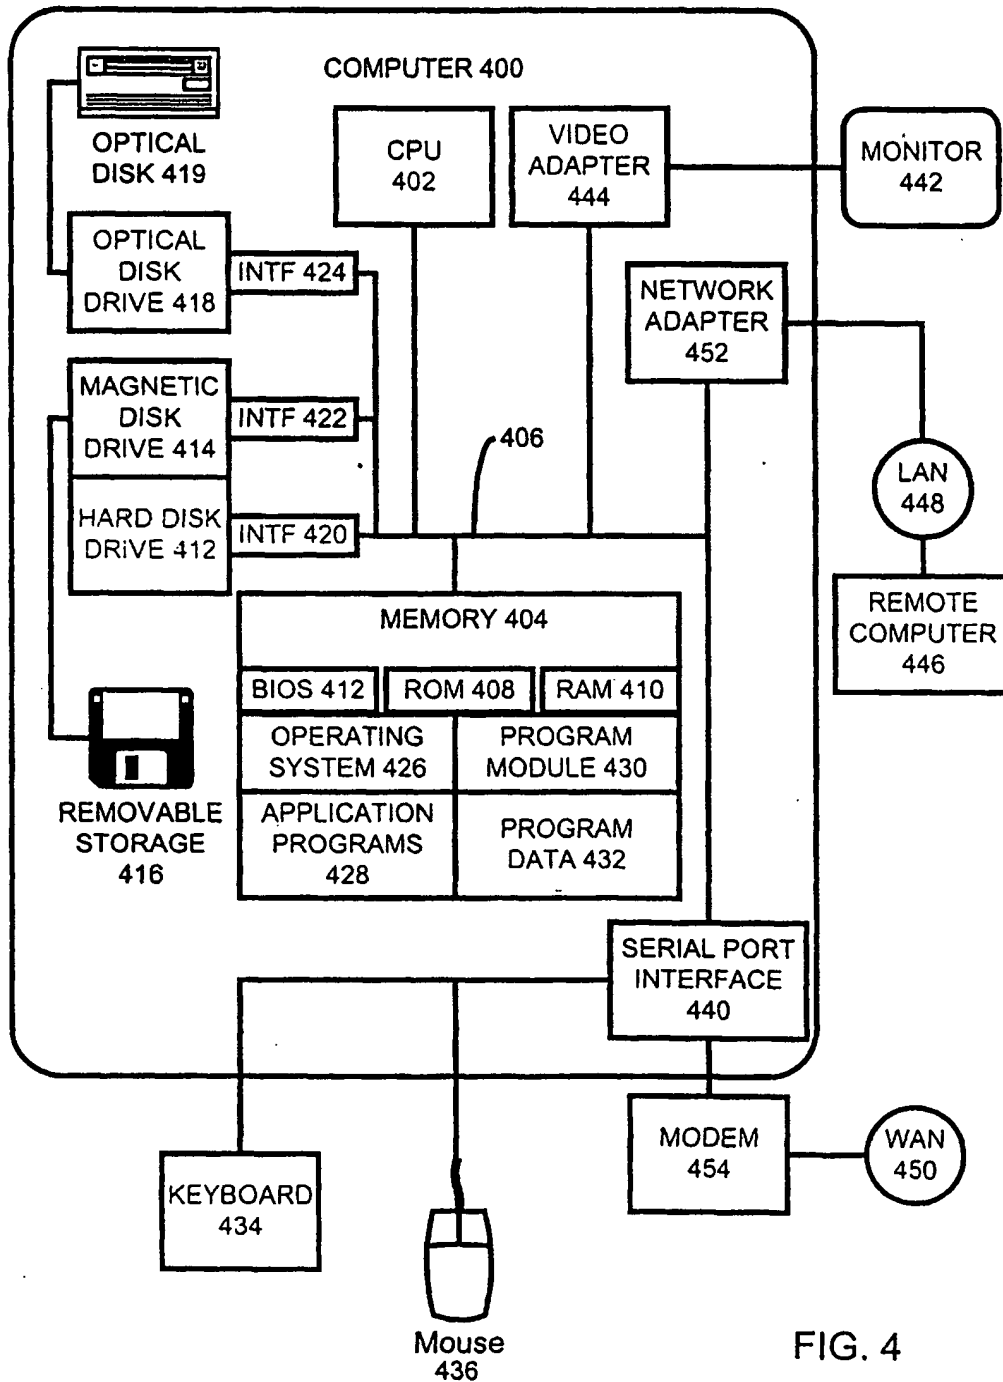 COMPUTER 400
OPTICAL
DISK 419
CPU
402
VIDEO
ADAPTER
444
MONITOR
442
OPTICAL
DISK
DRIVE 418
INTF 424
NETWORK
ADAPTER
452
MAGNETIC
DISK
DRIVE 414
INTF 422
406
LAN
448
HARD DISK
DRIVE 412
INTF 420
REMOTE
COMPUTER
446
MEMORY 404
BIOS 412
ROM 408
RAM 410
OPERATING
SYSTEM 426
PROGRAM
MODULE 430
REMOVABLE
STORAGE
416
APPLICATION
PROGRAMS
428
PROGRAM
DATA 432
SERIAL PORT
INTERFACE
440
MODEM
454
WAN
450
KEYBOARD
434
Mouse
436
FIG. 4